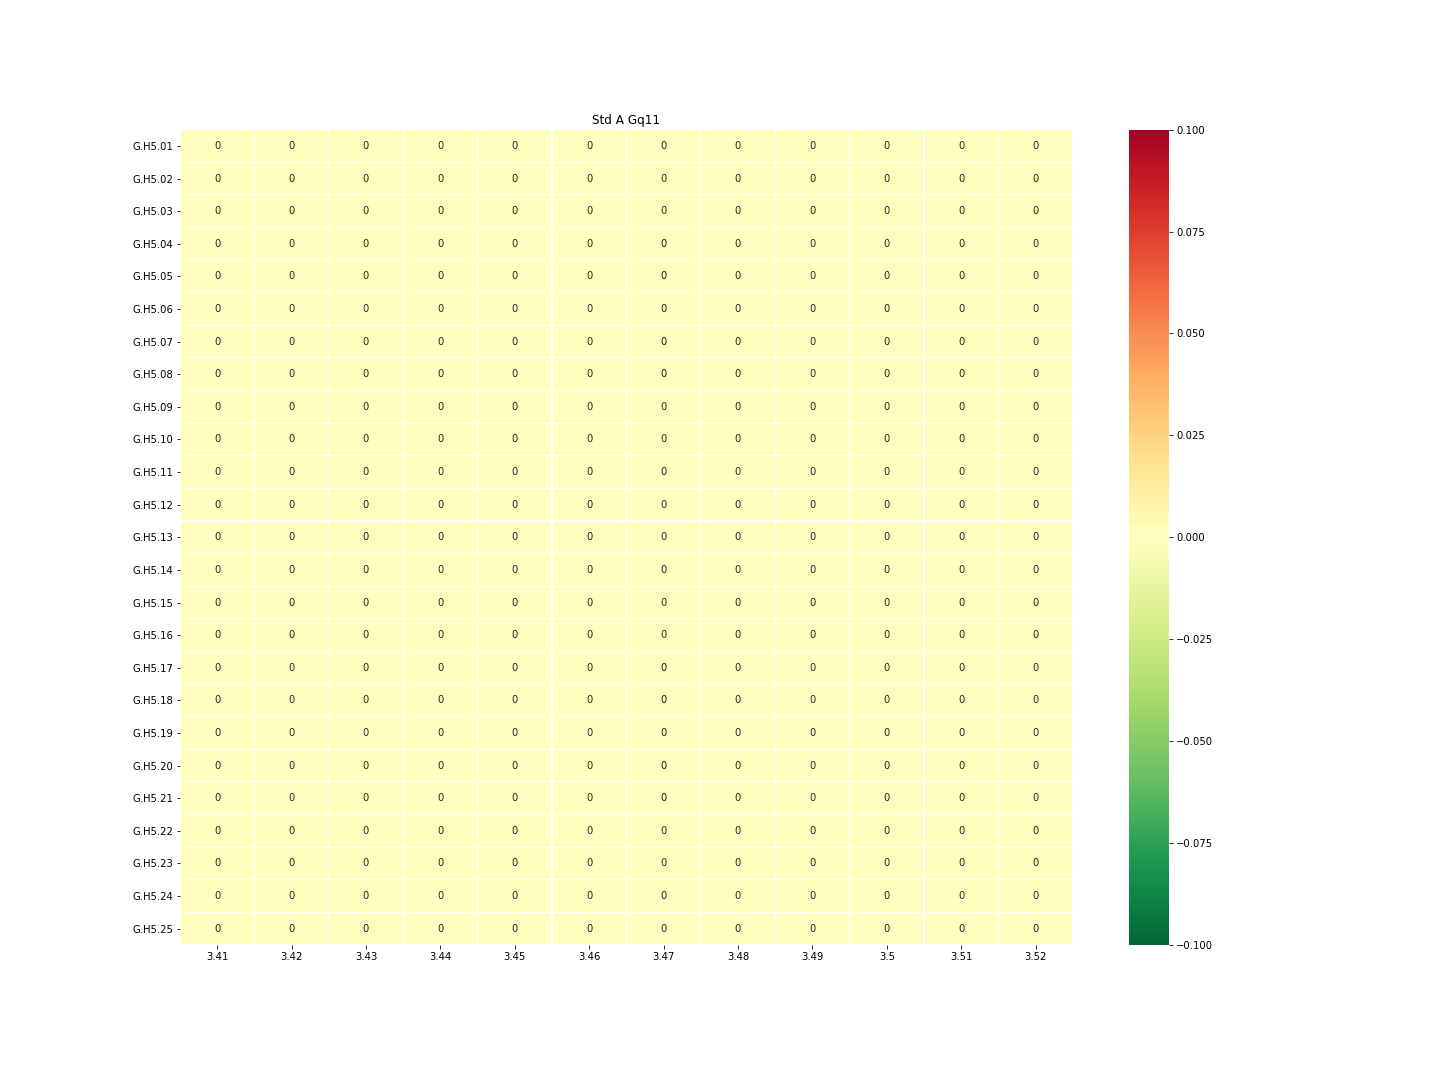 Std A Gq11
G.H5.01 0 0 0 0 0 0 0 0 0 0 0 0
G.H5.02 0 0 0 0 0 0 0 0 0 0 0 0
G.H5.03 0 0 0 0 0 0 0 0 0 0 0 0
G.H5.04 0 0 0 0 0 0 0 0 0 0 0 0
G.H5.05 0 0 0 0 0 0 0 0 0 0 0 0
G.H5.06 0 0 0 0 0 0 0 0 0 0 0 0
G.H5.07 0 0 0 0 0 0 0 0 0 0 0 0
G.H5.08 0 0 0 0 0 0 0 0 0 0 0 0
G.H5.09 0 0 0 0 0 0 0 0 0 0 0 0
G.H5.10 0 0 0 0 0 0 0 0 0 0 0 0
G.H5.11 0 0 0 0 0 0 0 0 0 0 0 0
G.H5.12 0 0 0 0 0 0 0 0 0 0 0 0
G.H5.13 0 0 0 0 0 0 0 0 0 0 0 0
G.H5.14 0 0 0 0 0 0 0 0 0 0 0 0
G.H5.15 0 0 0 0 0 0 0 0 0 0 0 0
G.H5.16 0 0 0 0 0 0 0 0 0 0 0 0
G.H5.17 0 0 0 0 0 0 0 0 0 0 0 0
G.H5.18 0 0 0 0 0 0 0 0 0 0 0 0
G.H5.19 0 0 0 0 0 0 0 0 0 0 0 0
G.H5.20 0 0 0 0 0 0 0 0 0 0 0 0
G.H5.21 0 0 0 0 0 0 0 0 0 0 0 0
G.H5.22 0 0 0 0 0 0 0 0 0 0 0 0
G.H5.23 0 0 0 0 0 0 0 0 0 0 0 0
G.H5.24 0 0 0 0 0 0 0 0 0 0 0 0
G.H5.25 0 0 0 0 0 0 0 0 0 0 0 0
3.41 3.42 3.43 3.44 3.45 3.46 3.47 3.48 3.49 3.5 3.51 3.52
0.100
0.075
0.050
0.025
0.000
−0.025
−0.050
−0.075
−0.100